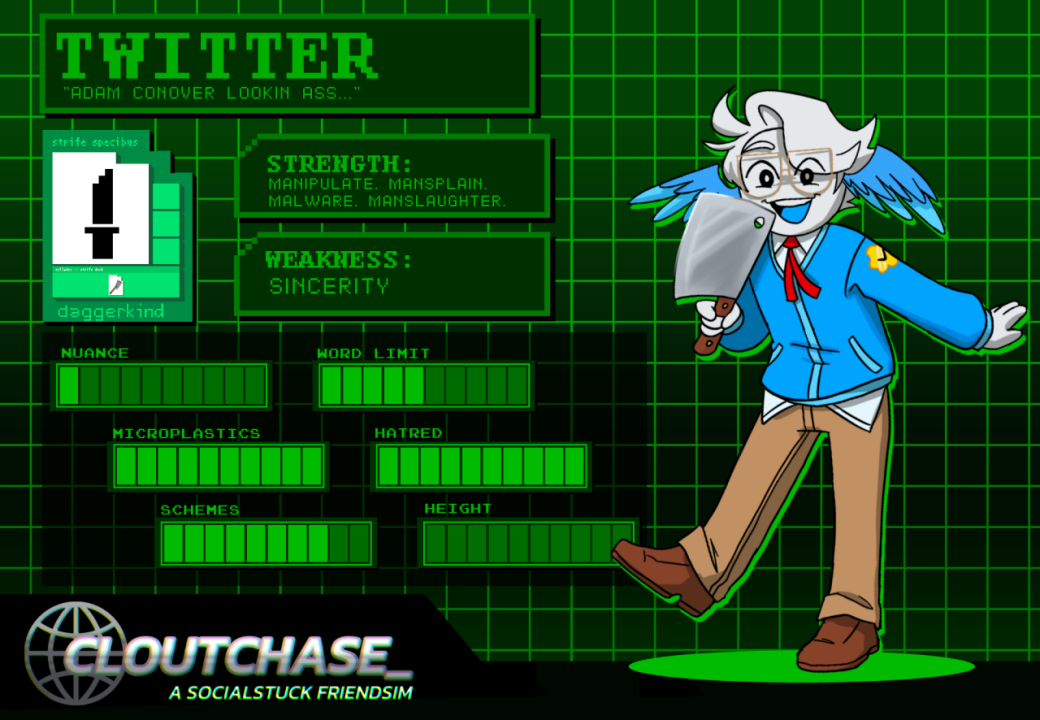 TWITTER
"ADAM CONOVER LOOKIN ASS..."
strife specibus
daggerkind
STRENGTH:
MANIPULATE. MANSPLAIN.
MALWARE. MANSLAUGHTER.
WEAKNESS:
SINCERITY
NUANCE
WORD LIMIT
MICROPLASTICS
HATRED
SCHEMES
HEIGHT
CLOUTCHASE_
A SOCIALSTUCK FRIENDSIM